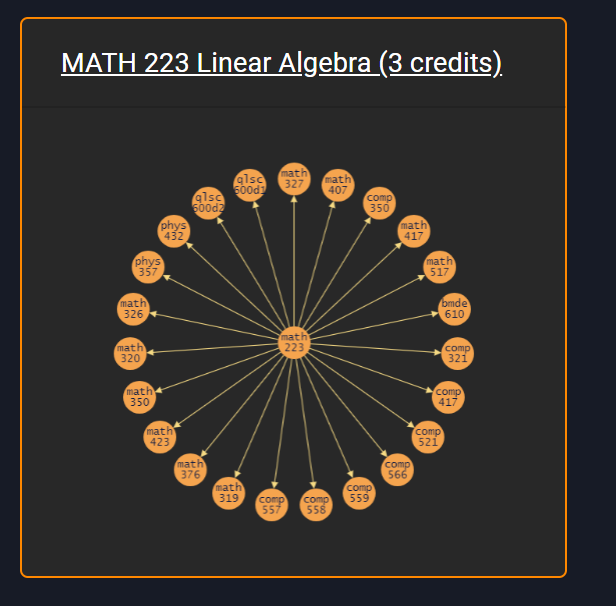 MATH 223 Linear Algebra (3 credits)
math
327
math
407
comp
350
math
417
math
517
bmde
610
comp
321
comp
417
comp
521
comp
566
comp
559
comp
558
comp
557
math
319
math
376
math
423
math
350
math
320
math
326
phys
357
phys
432
qlsc
600d2
qlsc
600d1
math
223